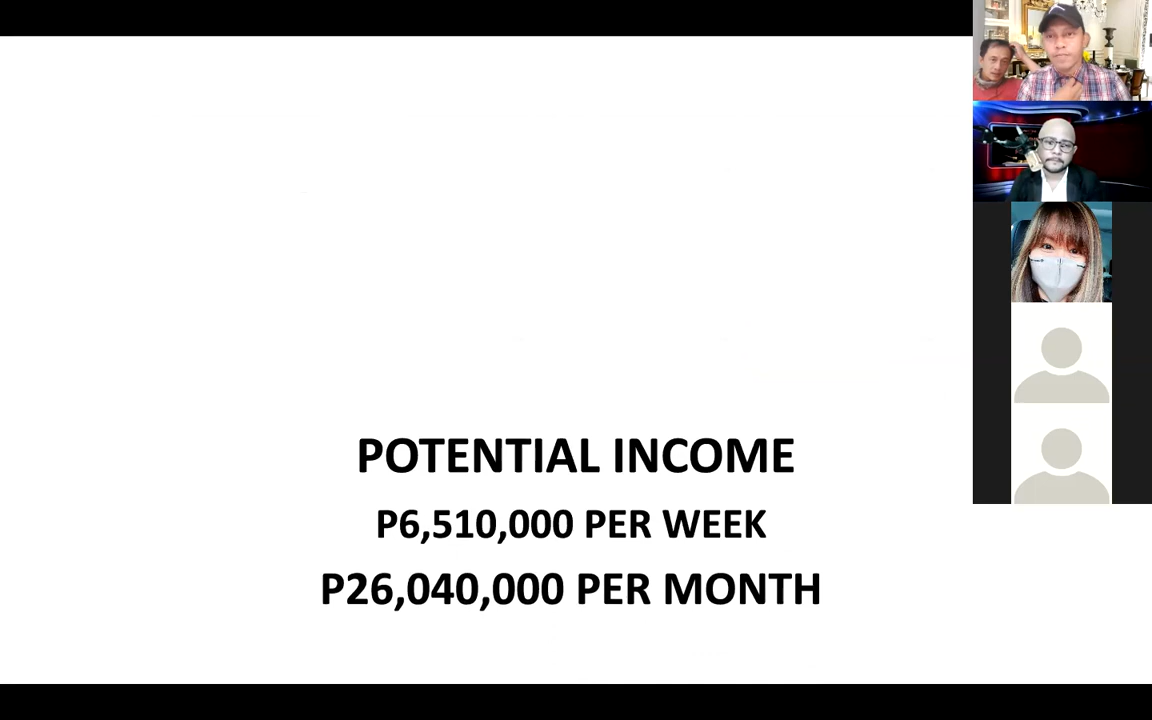 POTENTIAL INCOME
P6,510,000 PER WEEK
P26,040,000 PER MONTH